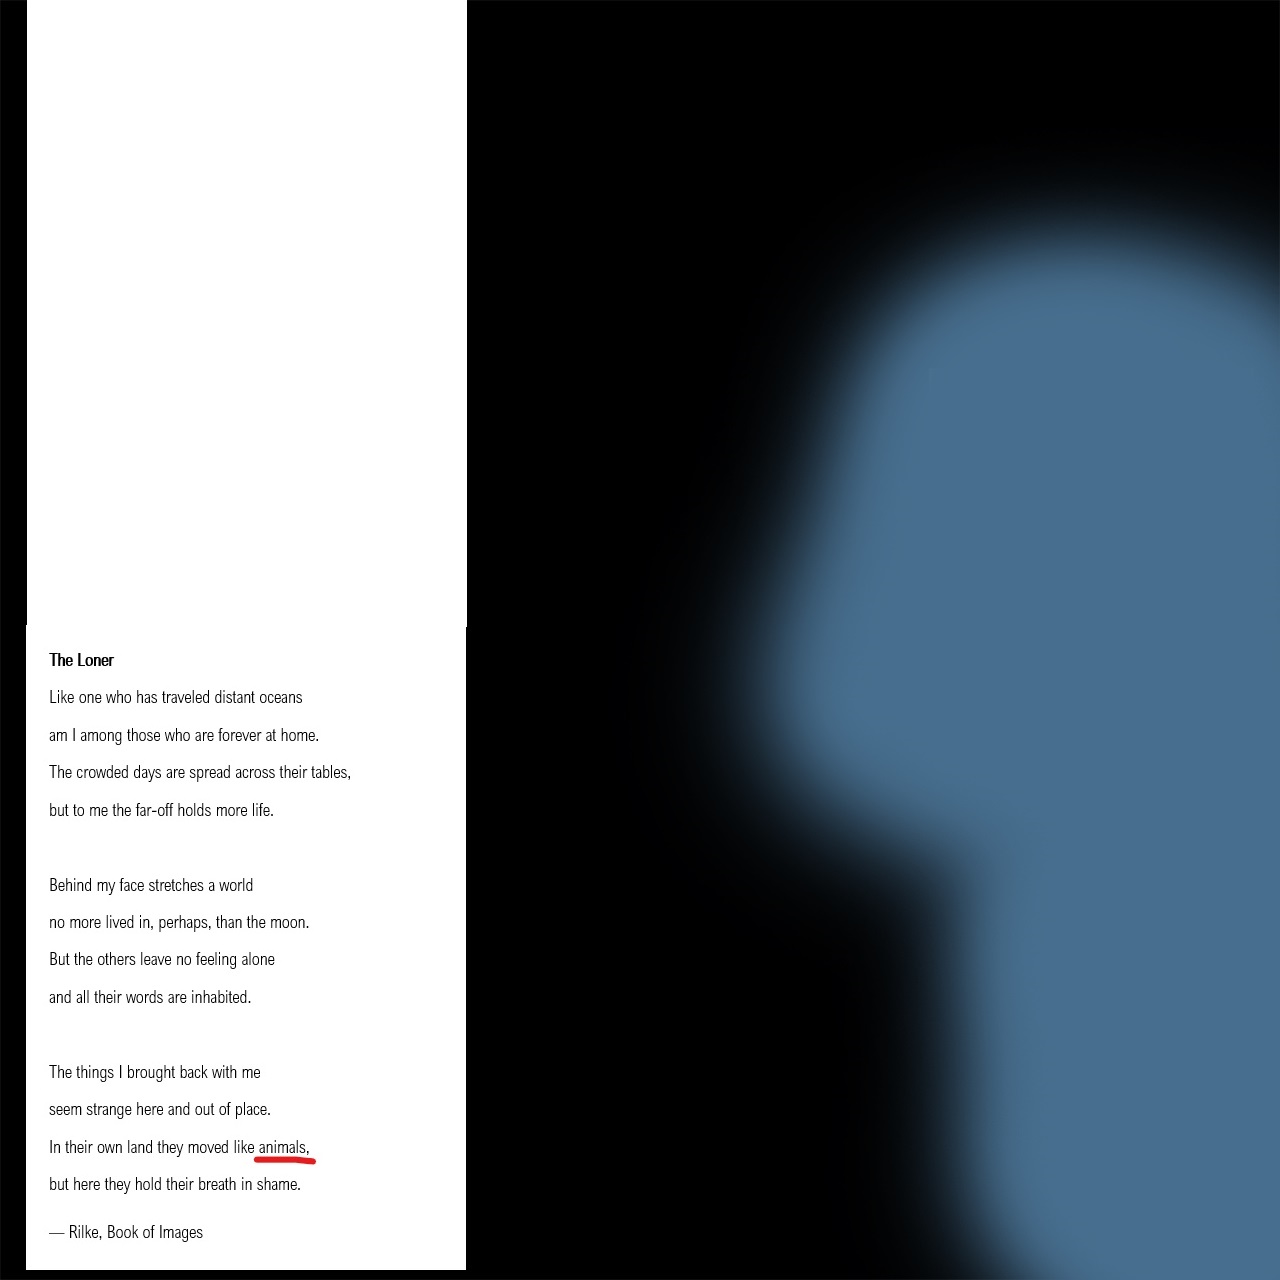 The Loner
Like one who has traveled distant oceans
am I among those who are forever at home.
The crowded days are spread across their tables,
but to me the far-off holds more life.
Behind my face stretches a world
no more lived in, perhaps, than the moon.
But the others leave no feeling alone
and all their words are inhabited.
The things I brought back with me
seem strange here and out of place.
In their own land they moved like animals,
but here they hold their breath in shame.
— Rilke, Book of Images